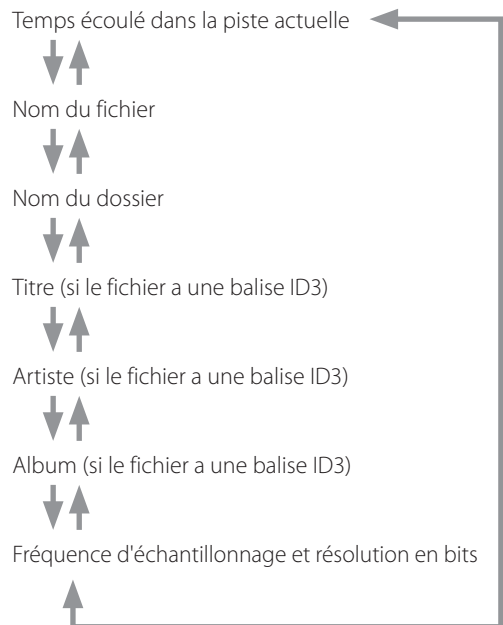 Temps écoulé dans la piste actuelle
Nom du fichier
Nom du dossier
Titre (si le fichier a une balise ID3)
Artiste (si le fichier a une balise ID3)
Album (si le fichier a une balise ID3)
Fréquence d'échantillonnage et résolution en bits